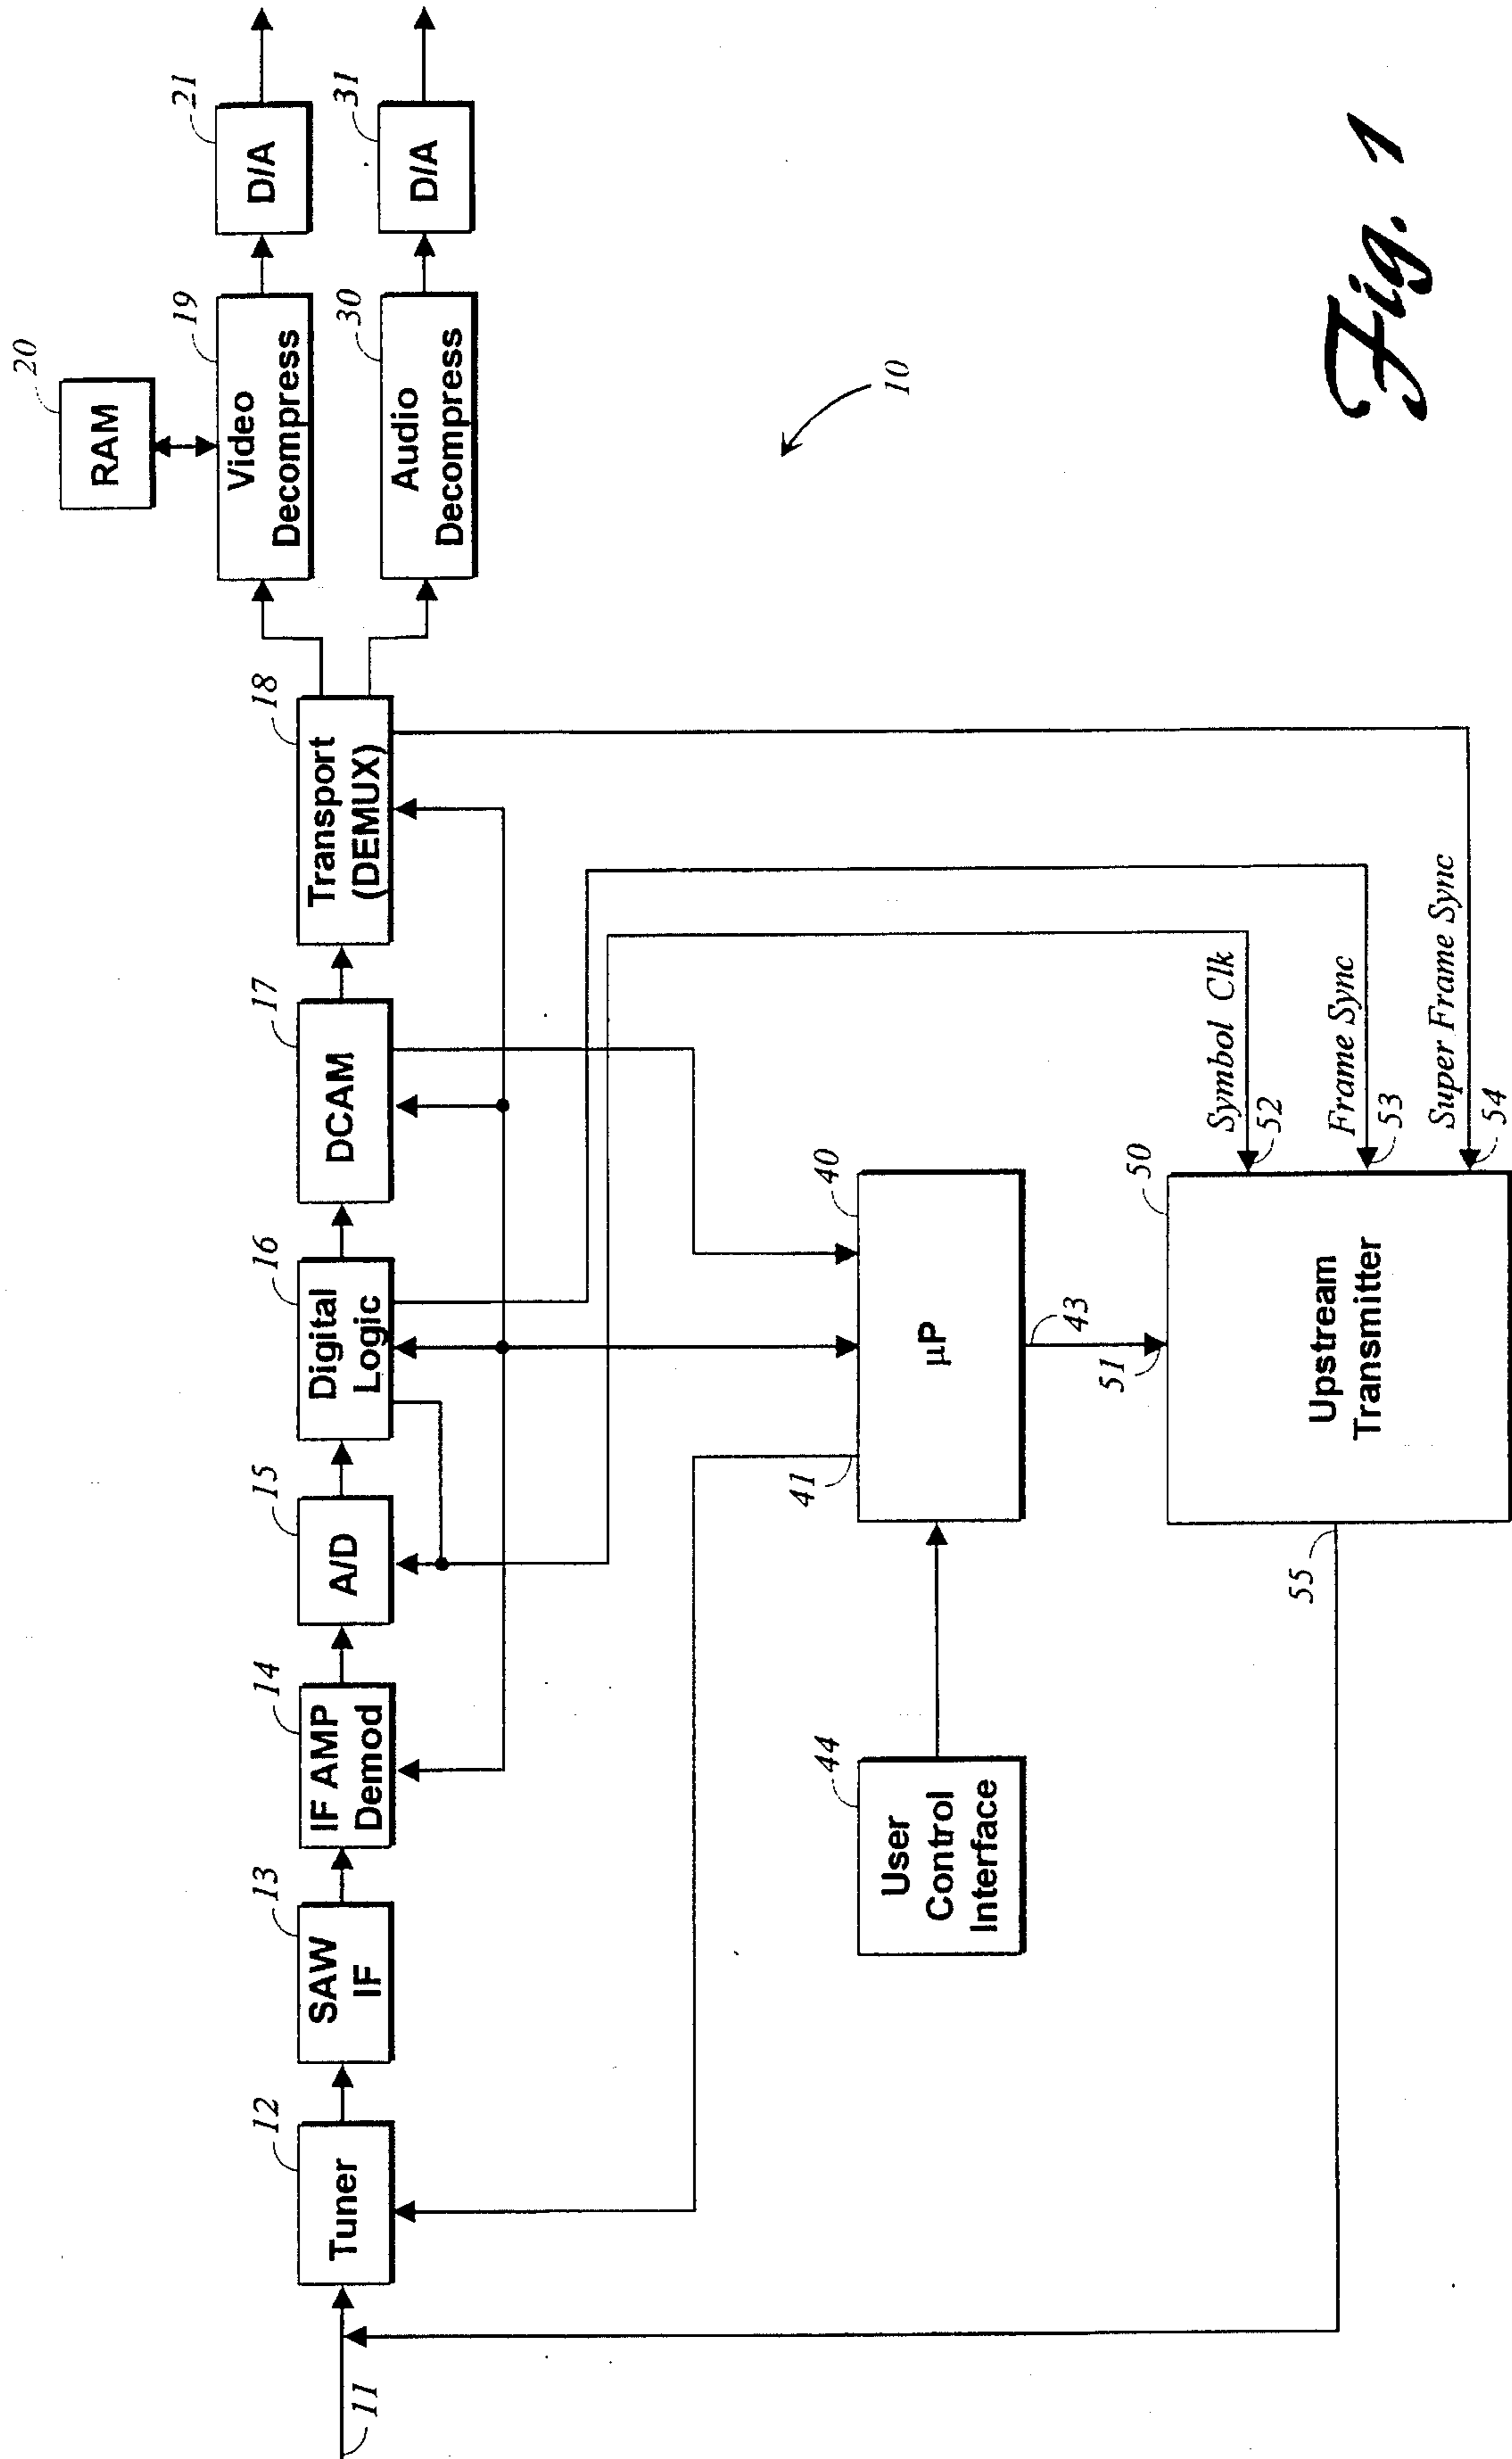 20
RAM
19
Video
Decompress
21
D/A
30
Audio
Decompress
31
D/A
11
12
Tuner
13
SAW
IF
14
IF AMP
Demod
15
A/D
16
Digital
Logic
17
DCAM
18
Transport
(DEMUX)
10
44
User
Control
Interface
41
40
µP
43
51
50
Upstream
Transmitter
55
Symbol Clk
52
Frame Sync
53
Super Frame Sync
54
Fig. 1